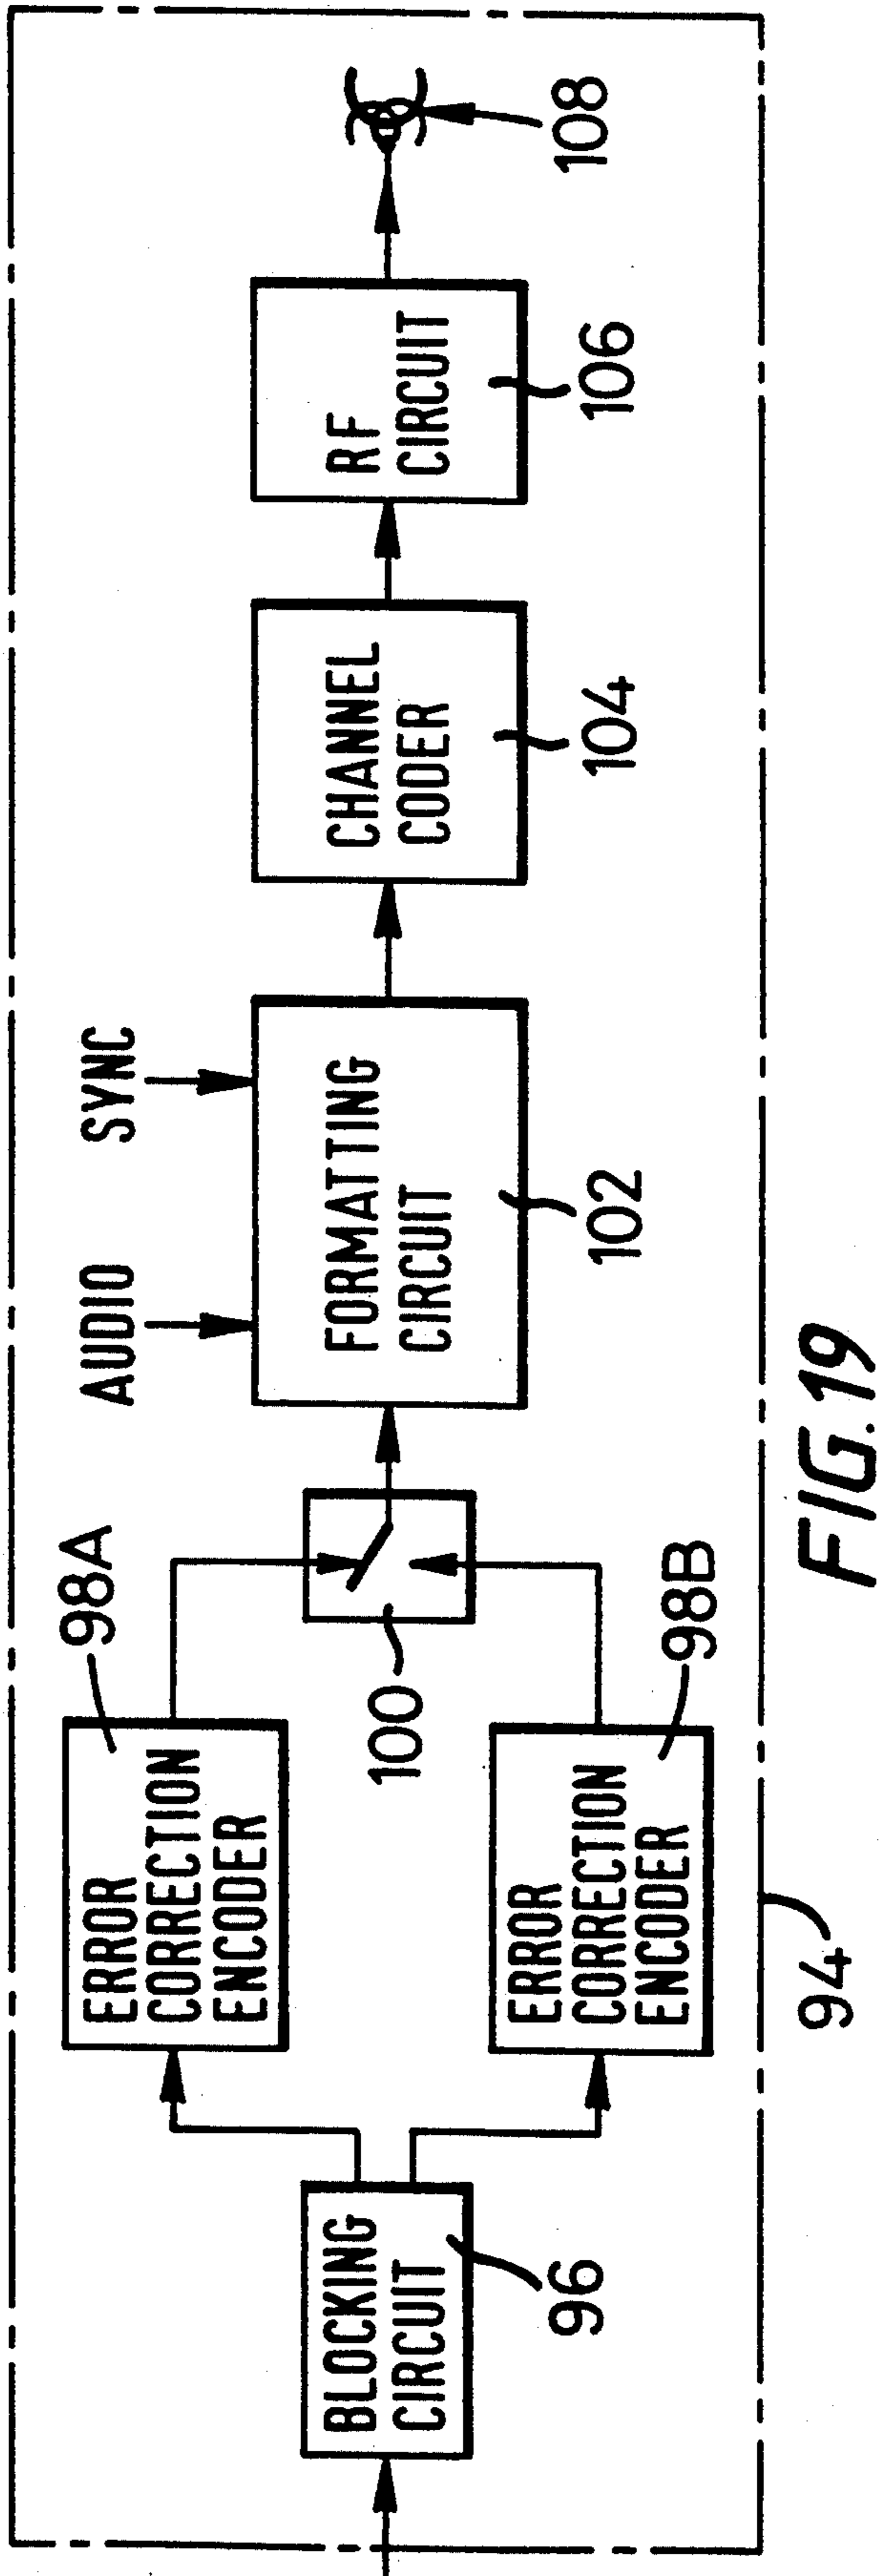 BLOCKING
CIRCUIT
96
ERROR
CORRECTION
ENCODER
98A
ERROR
CORRECTION
ENCODER
98B
100
AUDIO
SYNC
FORMATTING
CIRCUIT
102
CHANNEL
CODER
104
RF
CIRCUIT
106
108
94
FIG.19